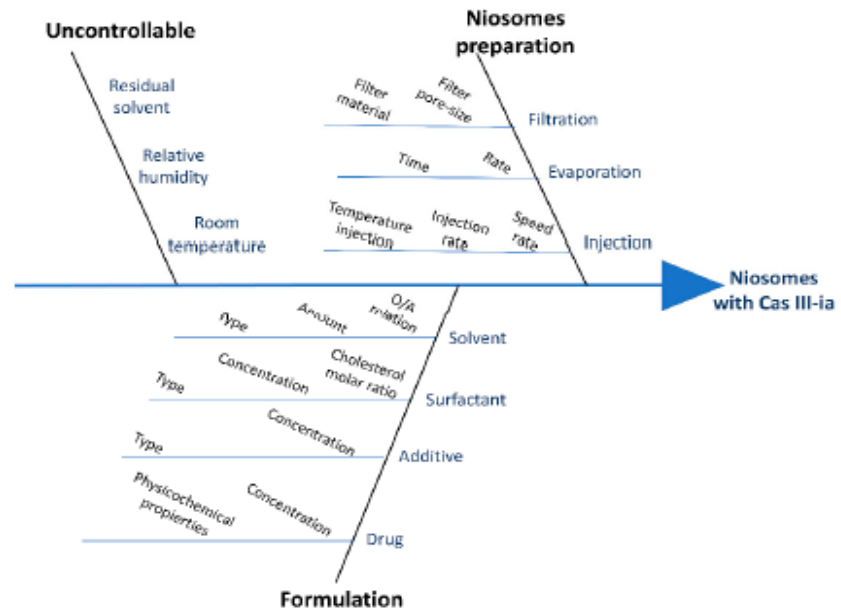 Uncontrollable
Residual
solvent
Relative
humidity
Room
temperature
Niosomes
preparation
Filter
material
Filter
pore-size
Filtration
Time
Rate
Evaporation
Temperature
injection
Injection
rate
Speed
rate
Injection
Niosomes
with Cas III-ia
Type
Amount
O/A
relation
Solvent
Type
Concentration
Cholesterol
molar ratio
Surfactant
Type
Concentration
Additive
Physicochemical
propierties
Concentration
Drug
Formulation